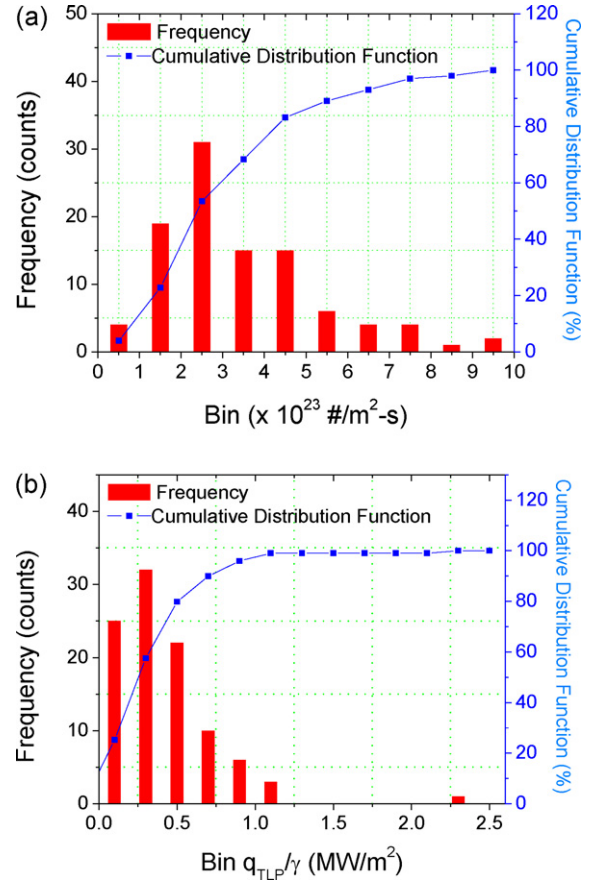 (a)
Frequency
Cumulative Distribution Function
50
40
30
20
10
0
Frequency (counts)
120
100
80
60
40
20
0
Cumulative Distribution Function (%)
0 1 2 3 4 5 6 7 8 9 10
Bin (x 10²³ #/m²-s)
(b)
Frequency
Cumulative Distribution Function
40
30
20
10
0
Frequency (counts)
120
100
80
60
40
20
0
Cumulative Distribution Function (%)
0.0 0.5 1.0 1.5 2.0 2.5
Bin q_TLP/γ (MW/m²)